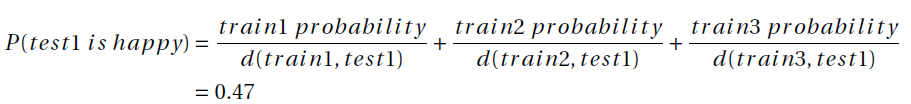 P(test1 is happy) = train1 probability / d(train1, test1) + train2 probability / d(train2, test1) + train3 probability / d(train3, test1)
= 0.47